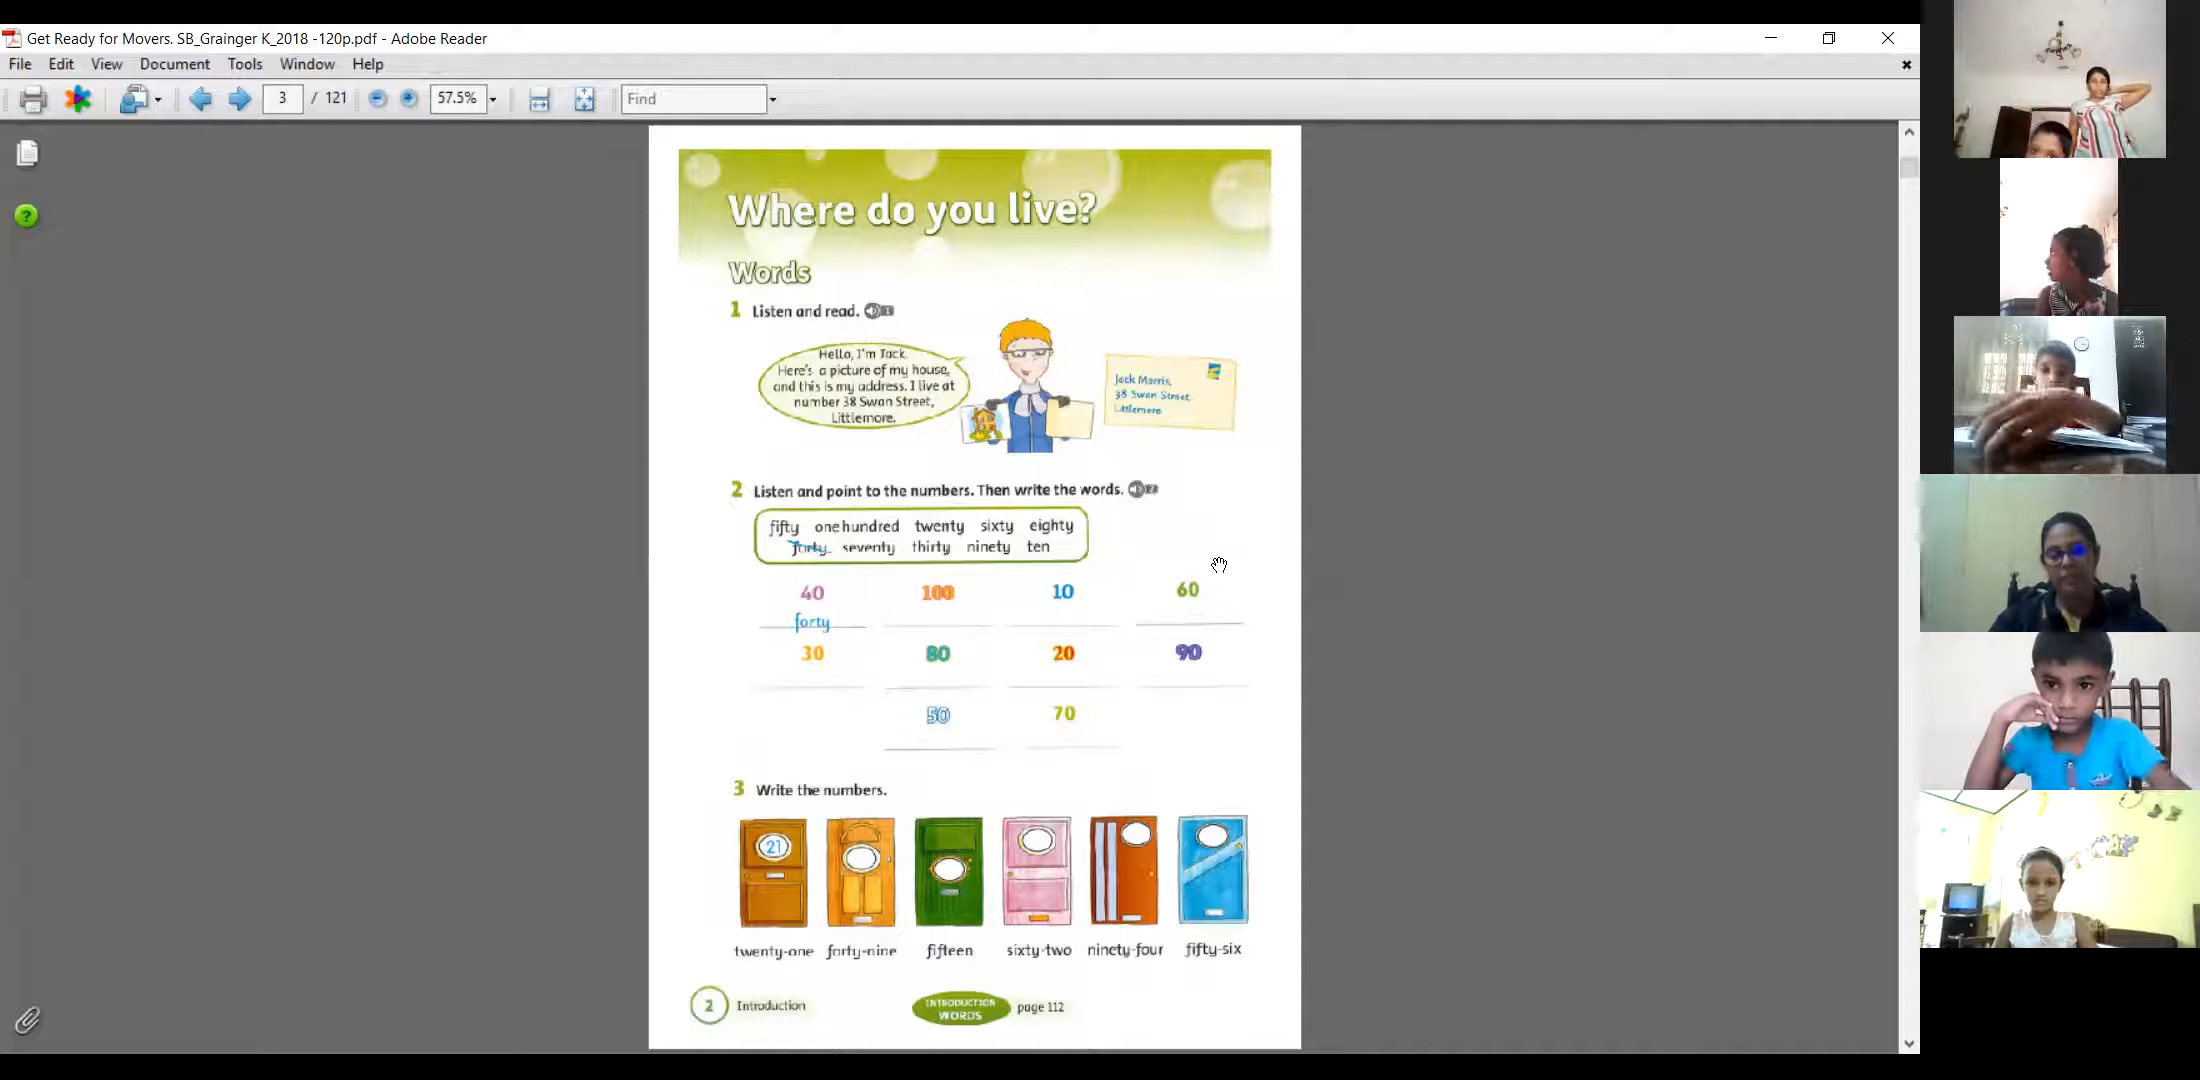 Get Ready for Movers. SB_Grainger K_2018 -120p.pdf - Adobe Reader
File Edit View Document Tools Window Help
3 / 121 57.5% Find
Where do you live?
Words
1 Listen and read. 1
Hello, I'm Jack.
Here's a picture of my house,
and this is my address. I live at
number 38 Swan Street,
Littlemore.
Jack Morris,
38 Swan Street,
Littlemore
2 Listen and point to the numbers. Then write the words. 2
fifty one hundred twenty sixty eighty
forty seventy thirty ninety ten
40 100 10 60
forty
30 80 20 90
50 70
3 Write the numbers.
21
twenty-one forty-nine fifteen sixty-two ninety-four fifty-six
2 Introduction
INTRODUCTION
WORDS
page 112